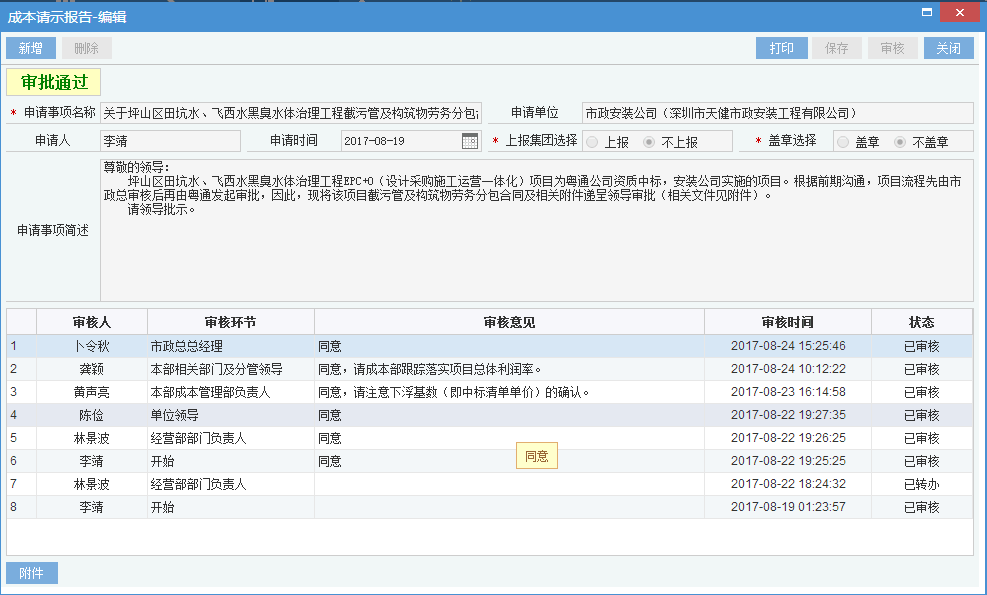 成本请示报告-编辑
新增 删除 打印 保存 审核 关闭
审批通过
* 申请事项名称 关于坪山区田坑水、飞西水黑臭水体治理工程截污管及构筑物劳务分包 申请单位 市政安装公司（深圳市天健市政安装工程有限公司）
申请人 李靖 申请时间 2017-08-19 * 上报集团选择 上报 不上报 * 盖章选择 盖章 不盖章
申请事项简述
尊敬的领导：
坪山区田坑水、飞西水黑臭水体治理工程EPC+O（设计采购施工运营一体化）项目为粤通公司资质中标，安装公司实施的项目。根据前期沟通，项目流程先由市
政总审核后再由粤通发起审批，因此，现将该项目截污管及构筑物劳务分包合同及相关附件递呈领导审批（相关文件见附件）。
请领导批示。
审核人 审核环节 审核意见 审核时间 状态
1 卜令秋 市政总总经理 同意 2017-08-24 15:25:46 已审核
2 龚颖 本部相关部门及分管领导 同意，请成本部跟踪落实项目总体利润率。 2017-08-24 10:12:22 已审核
3 黄声亮 本部成本管理部负责人 同意，请注意下浮基数（即中标清单单价）的确认。 2017-08-23 16:14:58 已审核
4 陈俭 单位领导 同意 2017-08-22 19:27:35 已审核
5 林景波 经营部部门负责人 同意 2017-08-22 19:26:25 已审核
6 李靖 开始 同意 2017-08-22 19:25:25 已审核
同意
7 林景波 经营部部门负责人 2017-08-22 18:24:32 已转办
8 李靖 开始 2017-08-19 01:23:57 已审核
附件